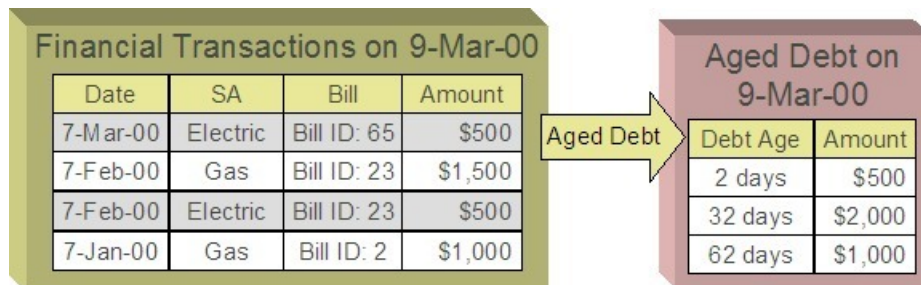 Financial Transactions on 9-Mar-00
Date SA Bill Amount
7-Mar-00 Electric Bill ID: 65 $500
7-Feb-00 Gas Bill ID: 23 $1,500
7-Feb-00 Electric Bill ID: 23 $500
7-Jan-00 Gas Bill ID: 2 $1,000
Aged Debt
Aged Debt on
9-Mar-00
Debt Age Amount
2 days $500
32 days $2,000
62 days $1,000